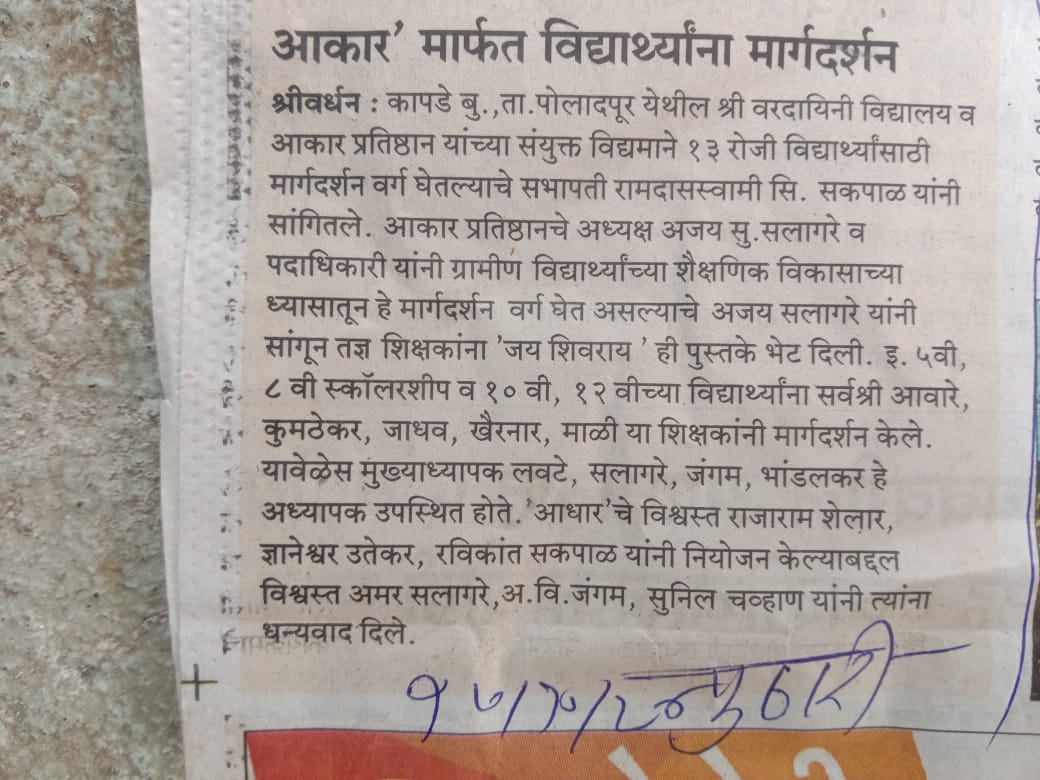 आकार' मार्फत विद्यार्थ्यांना मार्गदर्शन
श्रीवर्धन : कापडे बु.,ता.पोलादपूर येथील श्री वरदायिनी विद्यालय व
आकार प्रतिष्ठान यांच्या संयुक्त विद्यमाने १३ रोजी विद्यार्थ्यांसाठी
मार्गदर्शन वर्ग घेतल्याचे सभापती रामदासस्वामी सि. सकपाळ यांनी
सांगितले. आकार प्रतिष्ठानचे अध्यक्ष अजय सु.सलागरे व
पदाधिकारी यांनी ग्रामीण विद्यार्थ्यांच्या शैक्षणिक विकासाच्या
ध्यासातून हे मार्गदर्शन वर्ग घेत असल्याचे अजय सलागरे यांनी
सांगून तज्ञ शिक्षकांना 'जय शिवराय ' ही पुस्तके भेट दिली. इ. ५वी,
८ वी स्कॉलरशीप व १० वी, १२ वीच्या विद्यार्थ्यांना सर्वश्री आवारे,
कुमठेकर, जाधव, खैरनार, माळी या शिक्षकांनी मार्गदर्शन केले.
यावेळेस मुख्याध्यापक लवटे, सलागरे, जंगम, भांडलकर हे
अध्यापक उपस्थित होते. 'आधार'चे विश्वस्त राजाराम शेलार,
ज्ञानेश्वर उतेकर, रविकांत सकपाळ यांनी नियोजन केल्याबद्दल
विश्वस्त अमर सलागरे,अ.वि.जंगम, सुनिल चव्हाण यांनी त्यांना
धन्यवाद दिले.